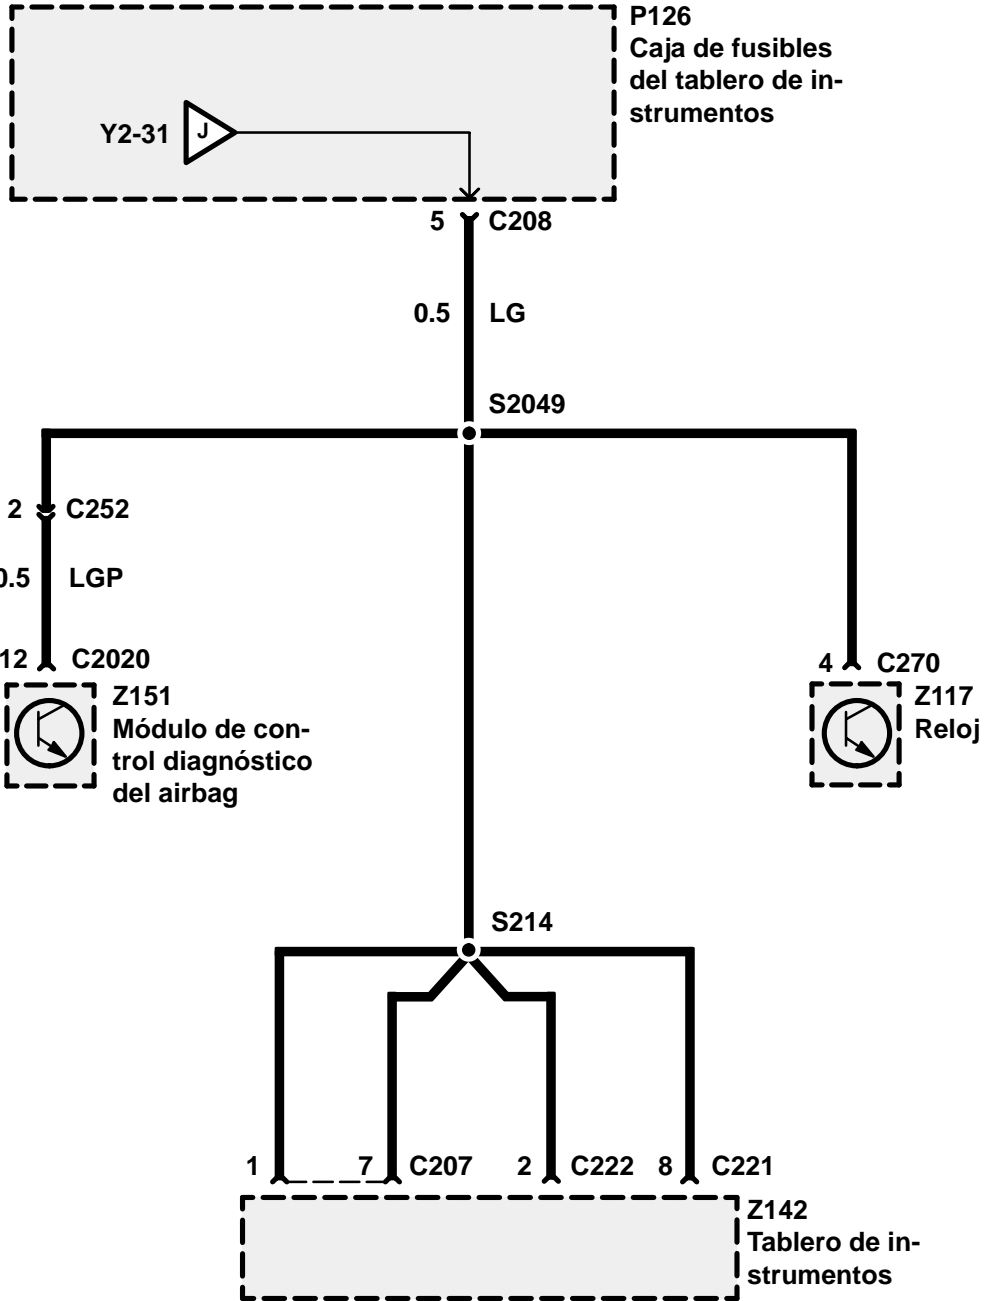 P126
Caja de fusibles
del tablero de in-
strumentos
Y2-31
J
5 C208
0.5 LG
S2049
2 C252
0.5 LGP
12 C2020
4 C270
Z151
Módulo de con-
trol diagnóstico
del airbag
Z117
Reloj
S214
1 7 C207 2 C222 8 C221
Z142
Tablero de in-
strumentos